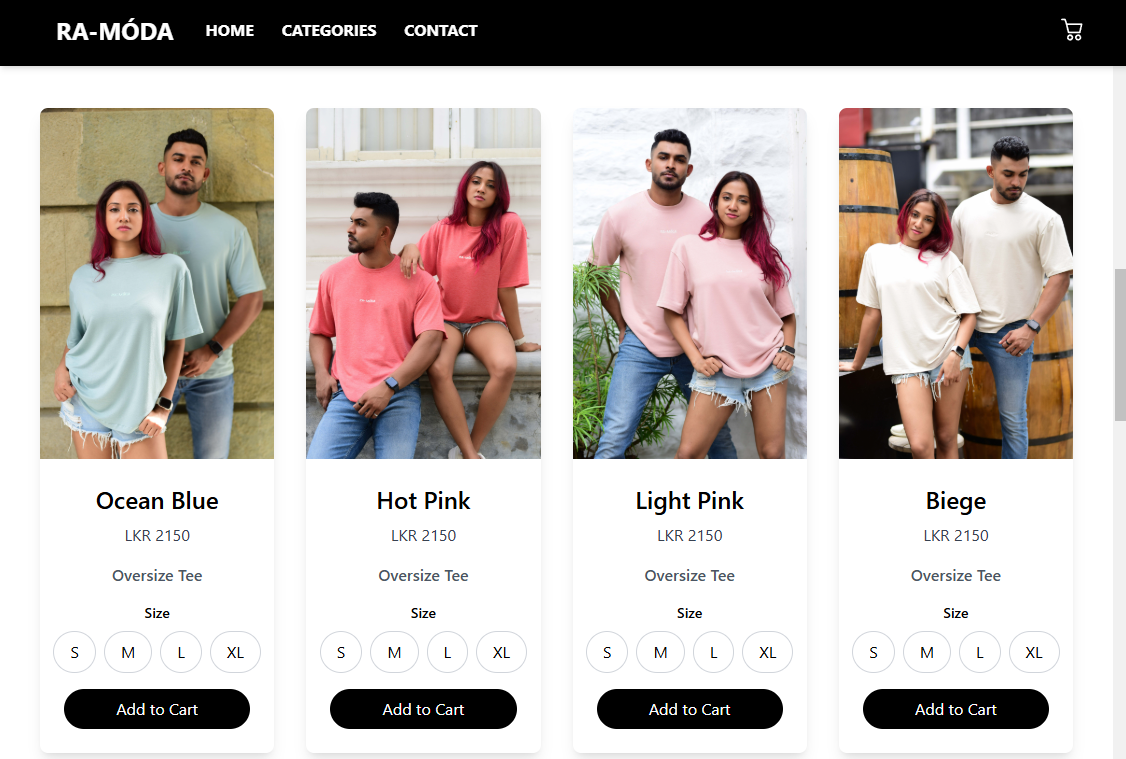 RA-MÓDA HOME CATEGORIES CONTACT
Ocean Blue
LKR 2150
Oversize Tee
Size
S M L XL
Add to Cart
Hot Pink
LKR 2150
Oversize Tee
Size
S M L XL
Add to Cart
Light Pink
LKR 2150
Oversize Tee
Size
S M L XL
Add to Cart
Biege
LKR 2150
Oversize Tee
Size
S M L XL
Add to Cart